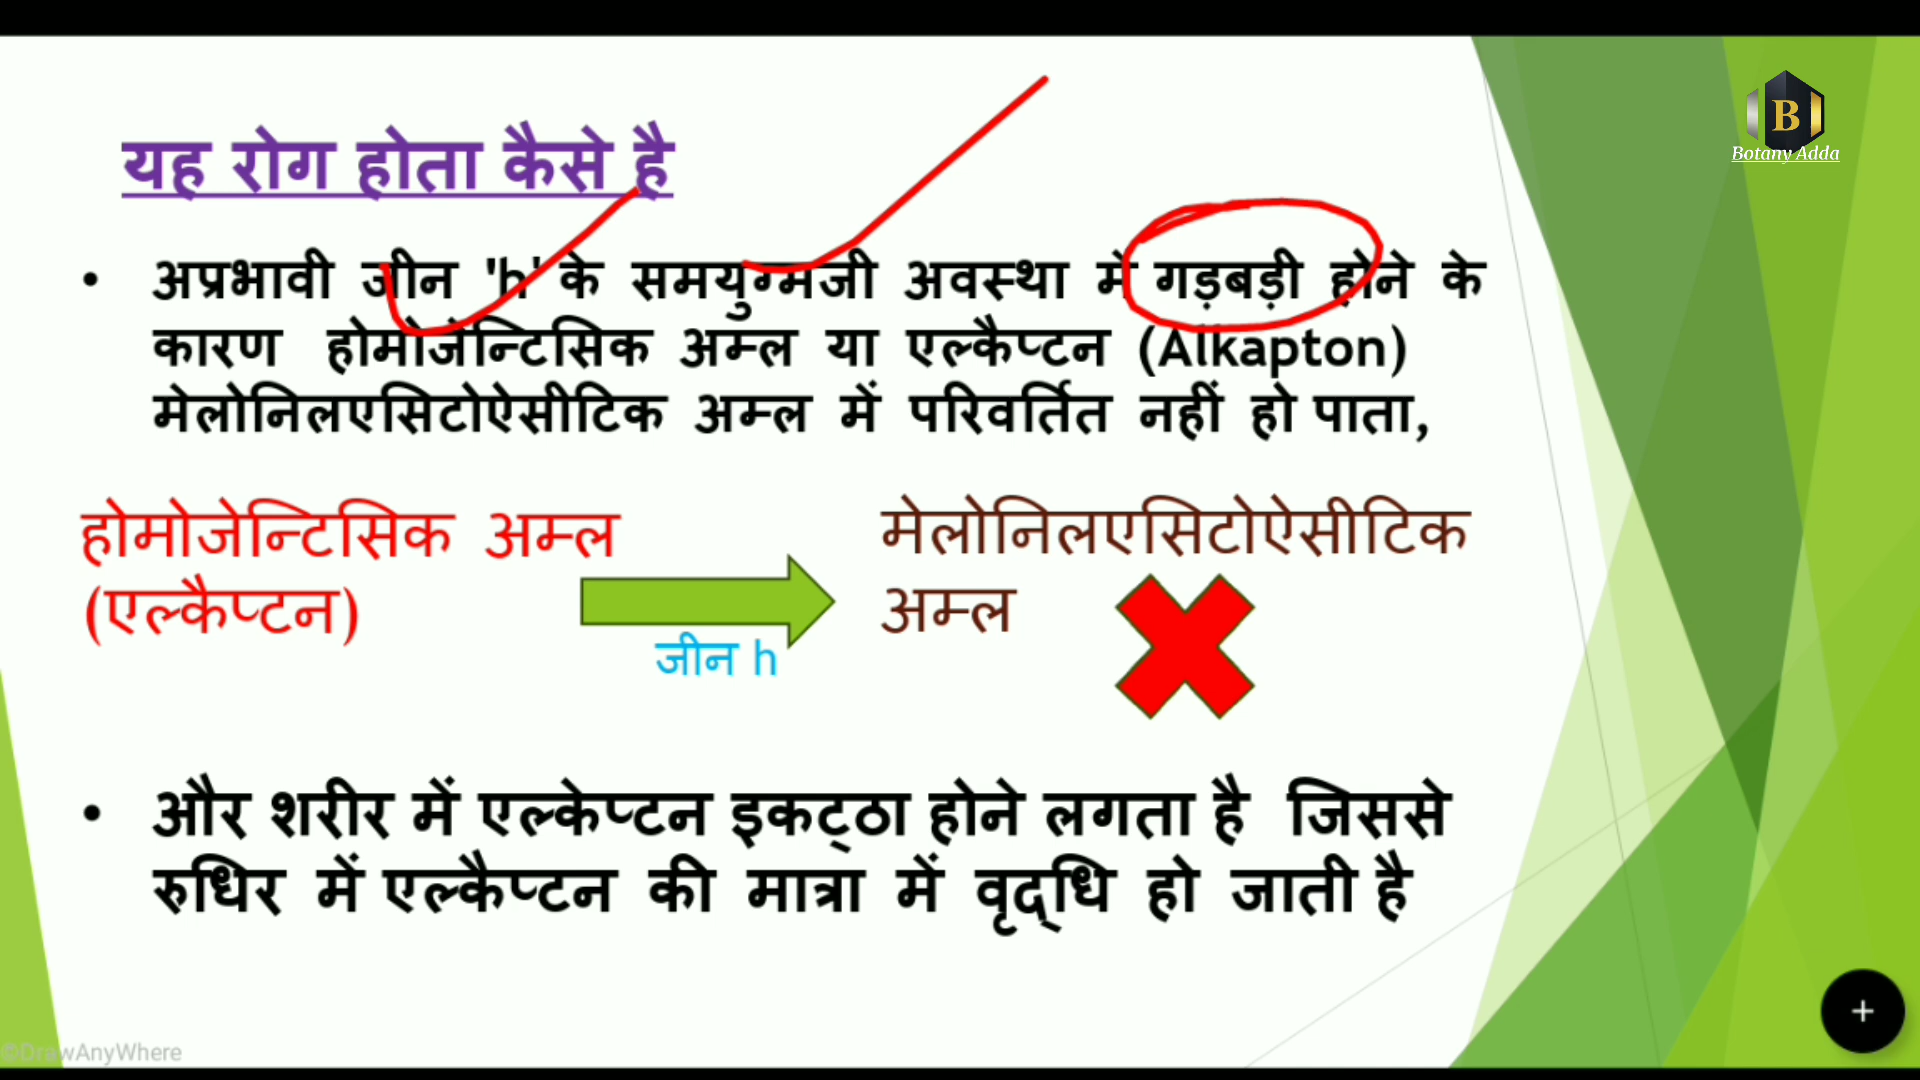 यह रोग होता कैसे है
B
Botany Adda
• अप्रभावी जीन 'h' के समयुग्मजी अवस्था में गड़बड़ी होने के
कारण होमोजेन्टिसिक अम्ल या एल्कैप्टन (Alkapton)
मेलोनिलएसिटोऐसीटिक अम्ल में परिवर्तित नहीं हो पाता,
होमोजेन्टिसिक अम्ल
(एल्कैप्टन)
जीन h
मेलोनिलएसिटोऐसीटिक
अम्ल
• और शरीर में एल्केप्टन इकट्ठा होने लगता है जिससे
रुधिर में एल्कैप्टन की मात्रा में वृद्धि हो जाती है
©DrawAnyWhere
+